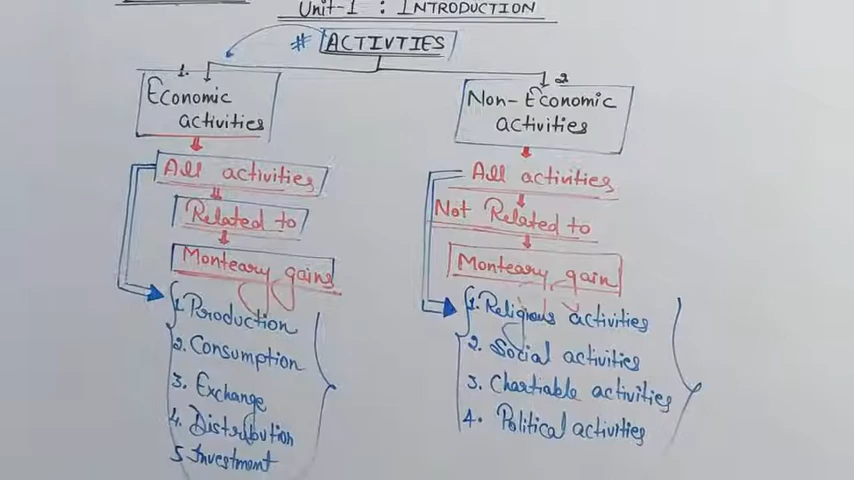 Unit-1 : INTRODUCTION
# ACTIVTIES
1.
Economic
activities
All activities
Related to
Monteary gains
1. Production
2. Consumption
3. Exchange
4. Distribution
5 Investment
2
Non-Economic
activities
All activities
Not Related to
Monteary gain
1. Religious activities
2. Social activities
3. Chartiable activities
4. Political activities